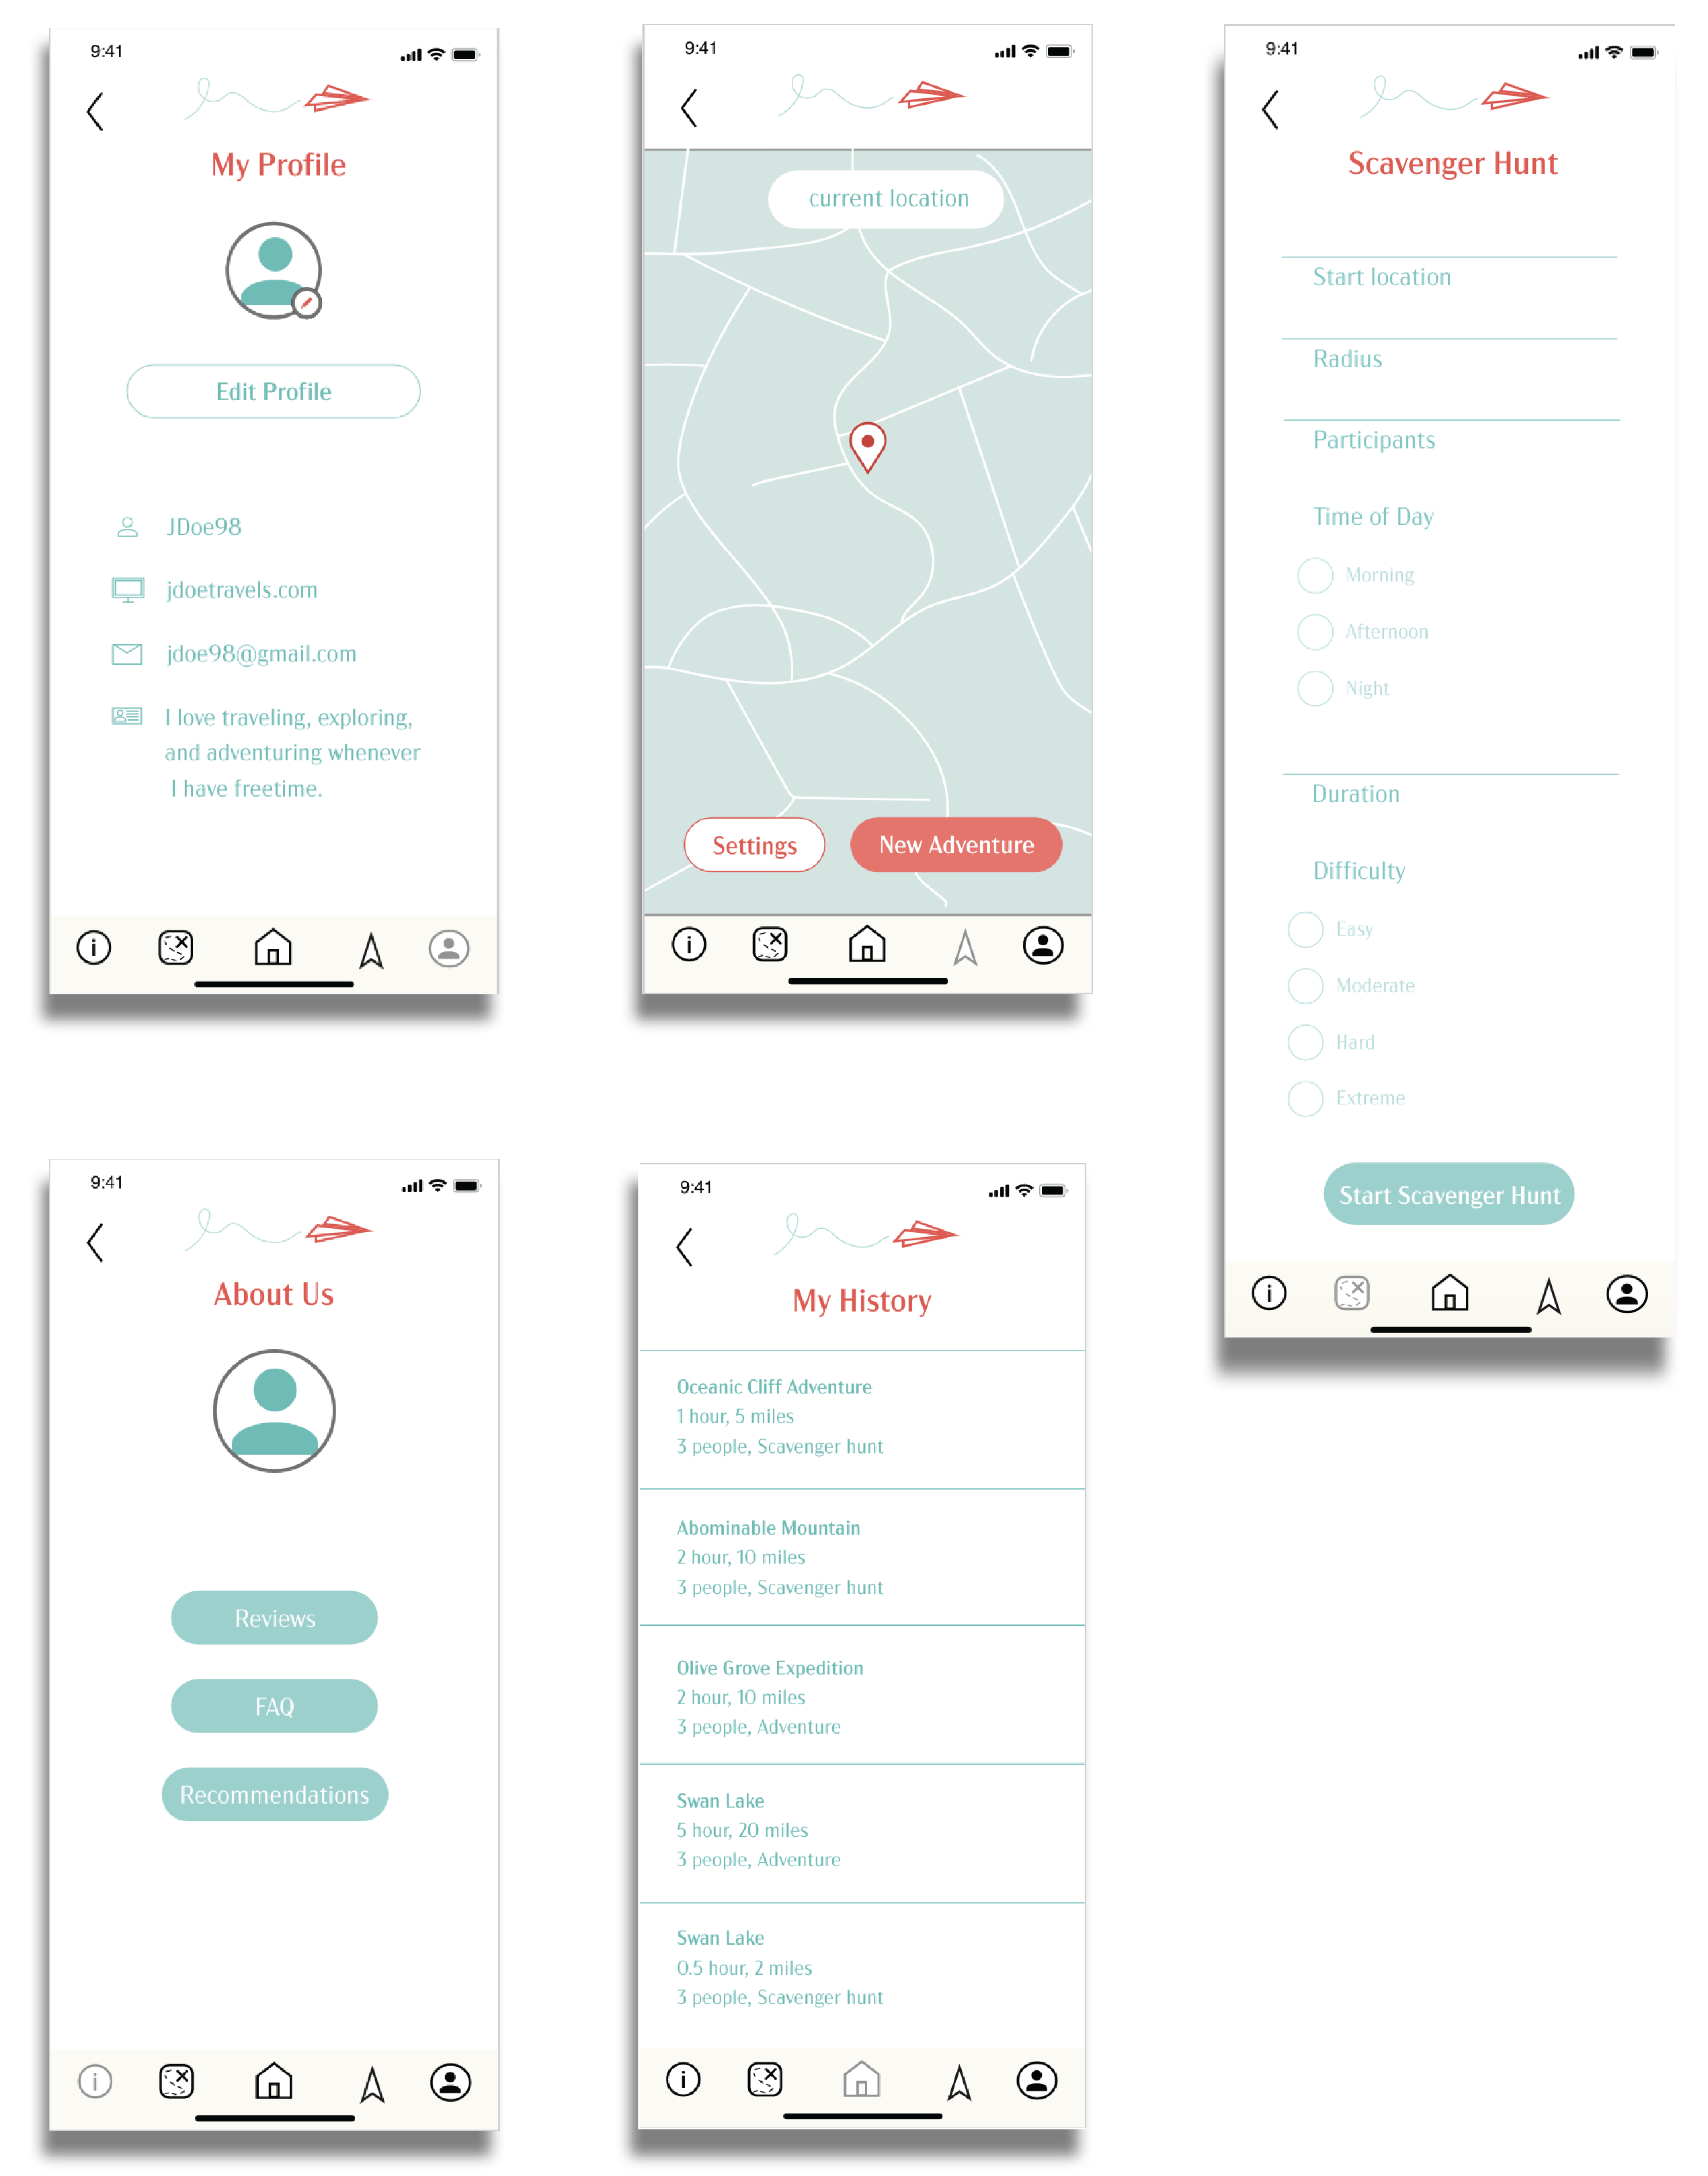 9:41
My Profile
Edit Profile
JDoe98
jdoetravels.com
jdoe98@gmail.com
I love traveling, exploring,
and adventuring whenever
I have freetime.
9:41
current location
Settings
New Adventure
9:41
Scavenger Hunt
Start location
Radius
Participants
Time of Day
Morning
Afternoon
Night
Duration
Difficulty
Easy
Moderate
Hard
Extreme
Start Scavenger Hunt
9:41
About Us
Reviews
FAQ
Recommendations
9:41
My History
Oceanic Cliff Adventure
1 hour, 5 miles
3 people, Scavenger hunt
Abominable Mountain
2 hour, 10 miles
3 people, Scavenger hunt
Olive Grove Expedition
2 hour, 10 miles
3 people, Adventure
Swan Lake
5 hour, 20 miles
3 people, Adventure
Swan Lake
0.5 hour, 2 miles
3 people, Scavenger hunt